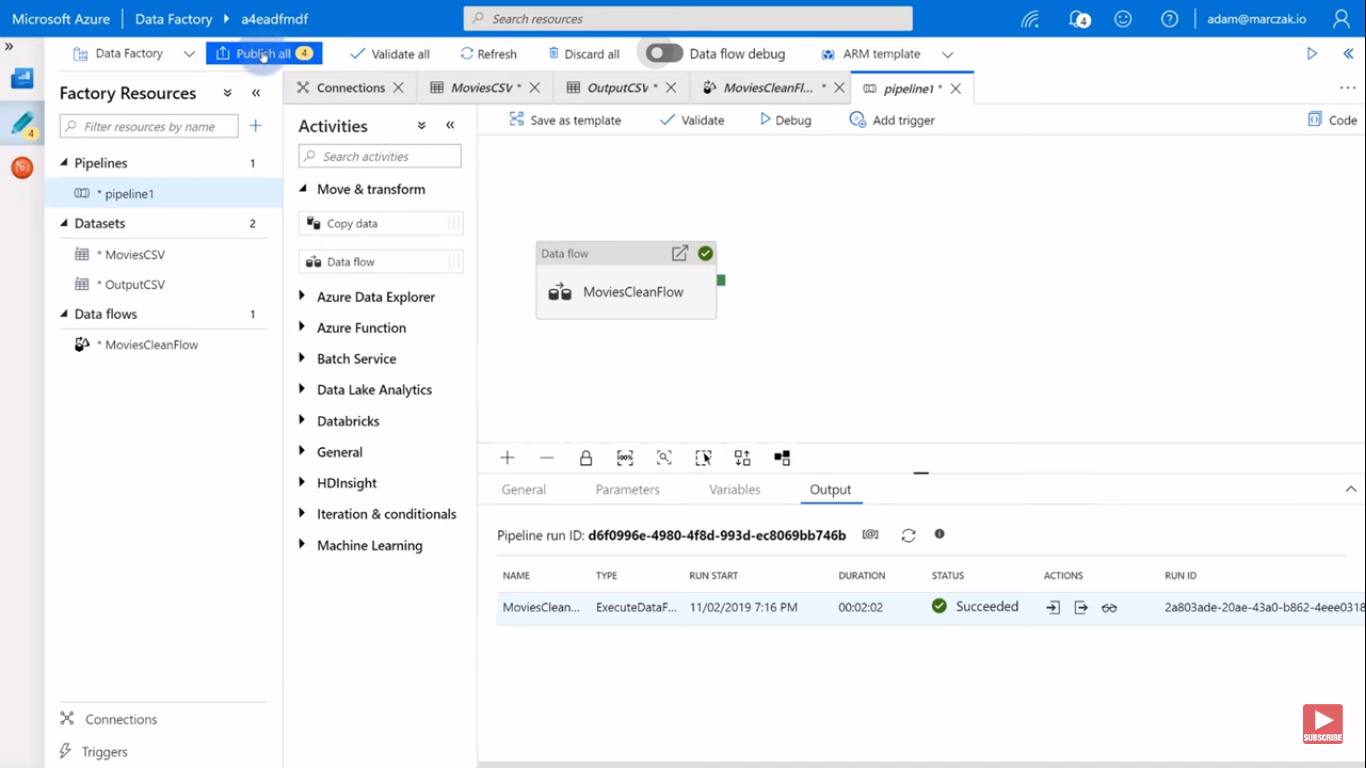 Microsoft Azure Data Factory a4eadfmdf Search resources 4 adam@marczak.io
Data Factory Publish all 4 Validate all Refresh Discard all Data flow debug ARM template
Factory Resources
Filter resources by name
4
Pipelines 1
* pipeline1
Datasets 2
* MoviesCSV
* OutputCSV
Data flows 1
* MoviesCleanFlow
Connections
Triggers
Connections MoviesCSV * OutputCSV * MoviesCleanFl... * pipeline1 *
Activities
Search activities
Move & transform
Copy data
Data flow
Azure Data Explorer
Azure Function
Batch Service
Data Lake Analytics
Databricks
General
HDInsight
Iteration & conditionals
Machine Learning
Save as template Validate Debug Add trigger Code
Data flow
MoviesCleanFlow
100%
General Parameters Variables Output
Pipeline run ID: d6f0996e-4980-4f8d-993d-ec8069bb746b [@]
NAME TYPE RUN START DURATION STATUS ACTIONS RUN ID
MoviesClean... ExecuteDataF... 11/02/2019 7:16 PM 00:02:02 Succeeded 2a803ade-20ae-43a0-b862-4eee0318
SUBSCRIBE